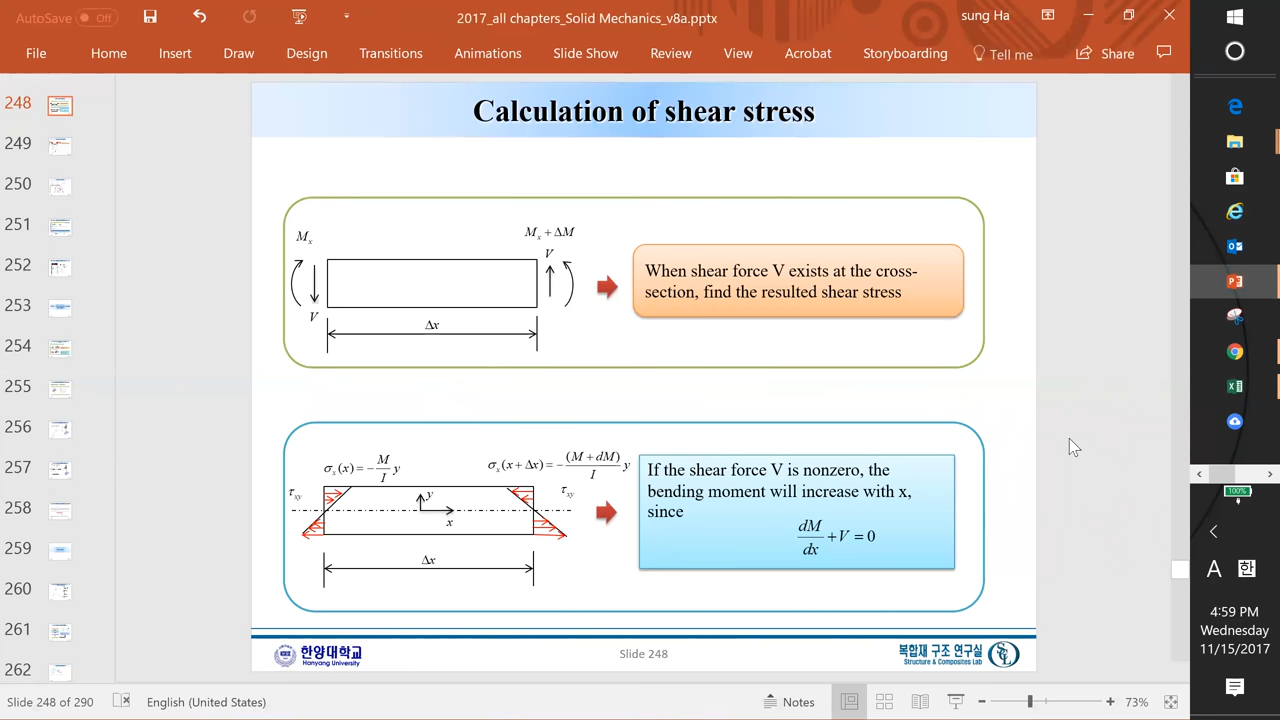 AutoSave Off
2017_all chapters_Solid Mechanics_v8a.pptx
sung Ha
File Home Insert Draw Design Transitions Animations Slide Show Review View Acrobat Storyboarding Tell me Share
248
249
250
251
252
253
254
255
256
257
258
259
260
261
262
Calculation of shear stress
Mx
Mx + ΔM
V
V
Δx
When shear force V exists at the cross-
section, find the resulted shear stress
σx(x) = −M/I y
σx(x + Δx) = −(M + dM)/I y
τxy
τxy
y
x
Δx
If the shear force V is nonzero, the
bending moment will increase with x,
since
dM/dx + V = 0
한양대학교
Hanyang University
Slide 248
복합재 구조 연구실
Structure & Composites Lab
Slide 248 of 290
English (United States)
Notes
73%
100%
A 한
4:59 PM
Wednesday
11/15/2017